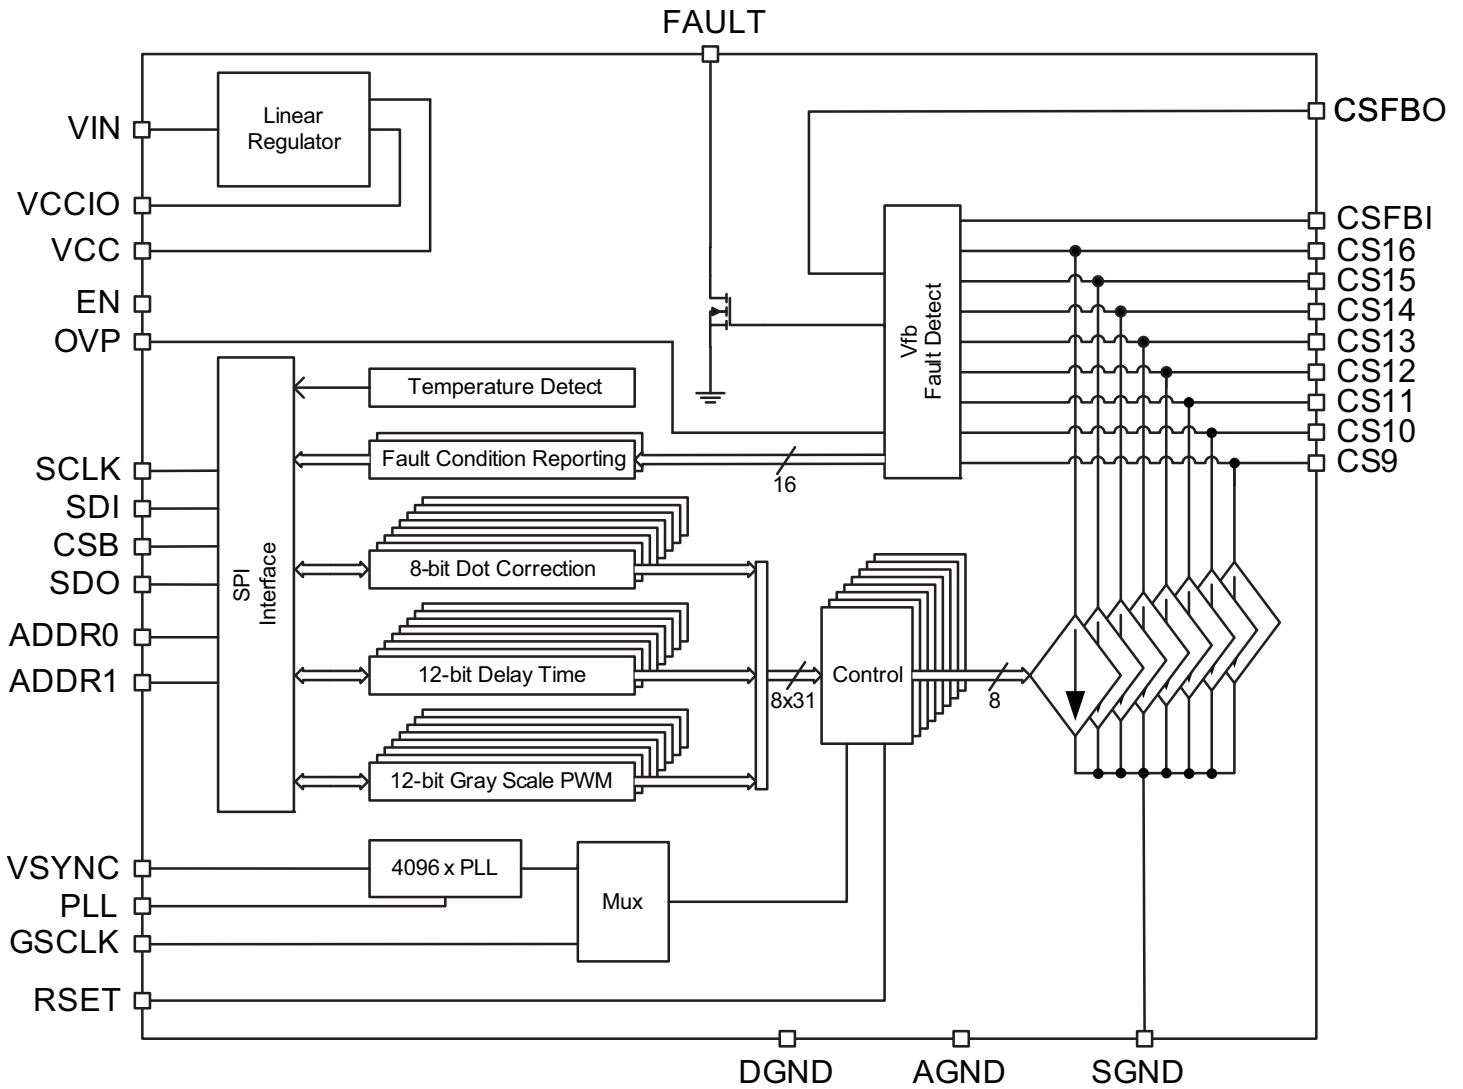 FAULT
VIN
Linear
Regulator
CSFBO
VCCIO
VCC
EN
OVP
CSFBI
CS16
CS15
CS14
CS13
CS12
CS11
CS10
CS9
Vfb
Fault Detect
Temperature Detect
Fault Condition Reporting
16
SCLK
SDI
CSB
SDO
ADDR0
ADDR1
SPI
Interface
8-bit Dot Correction
12-bit Delay Time
12-bit Gray Scale PWM
8x31
Control
8
VSYNC
PLL
GSCLK
RSET
4096 x PLL
Mux
DGND
AGND
SGND